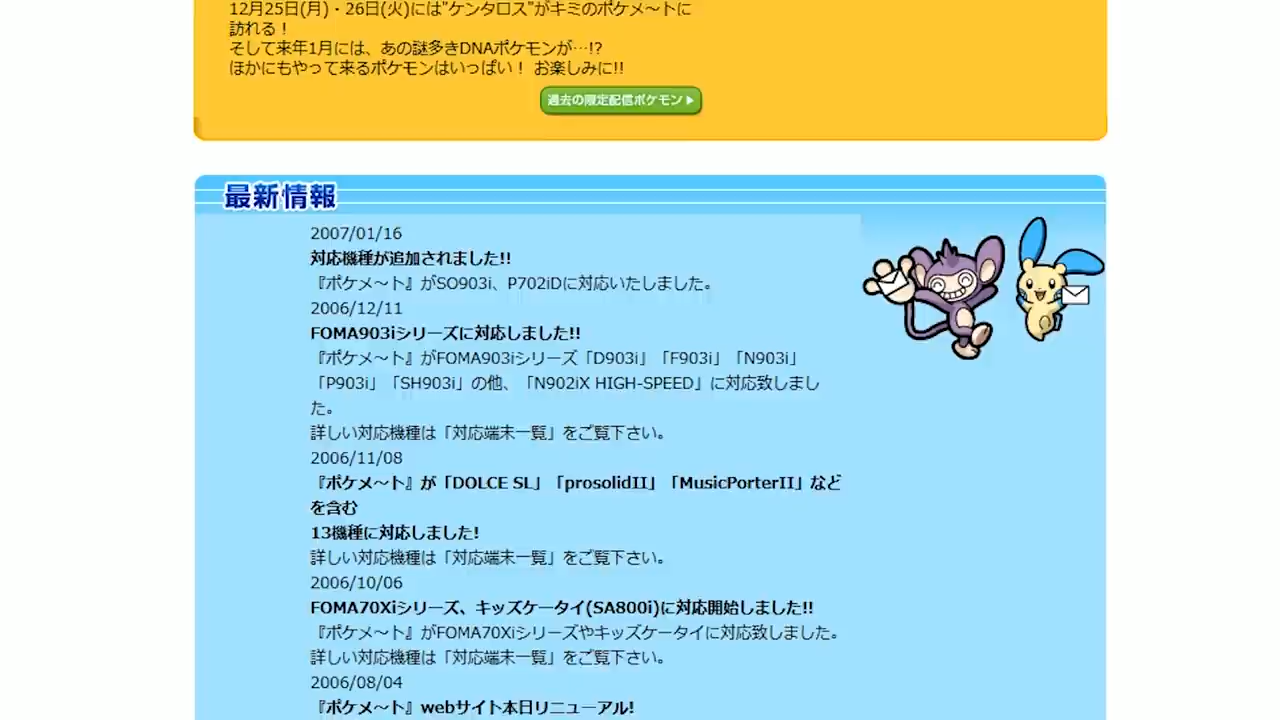 12月25日(月)・26日(火)には"ケンタロス"がキミのポケメ～トに
訪れる！
そして来年1月には、あの謎多きDNAポケモンが…!?
ほかにもやって来るポケモンはいっぱい！ お楽しみに!!
過去の限定配信ポケモン▶
最新情報
2007/01/16
対応機種が追加されました!!
『ポケメ～ト』がSO903i、P702iDに対応いたしました。
2006/12/11
FOMA903iシリーズに対応しました!!
『ポケメ～ト』がFOMA903iシリーズ「D903i」「F903i」「N903i」
「P903i」「SH903i」の他、「N902iX HIGH-SPEED」に対応致しまし
た。
詳しい対応機種は「対応端末一覧」をご覧下さい。
2006/11/08
『ポケメ～ト』が「DOLCE SL」「prosolidII」「MusicPorterII」など
を含む
13機種に対応しました!
詳しい対応機種は「対応端末一覧」をご覧下さい。
2006/10/06
FOMA70Xiシリーズ、キッズケータイ(SA800i)に対応開始しました!!
『ポケメ～ト』がFOMA70Xiシリーズやキッズケータイに対応致しました。
詳しい対応機種は「対応端末一覧」をご覧下さい。
2006/08/04
『ポケメ～ト』webサイト本日リニューアル!